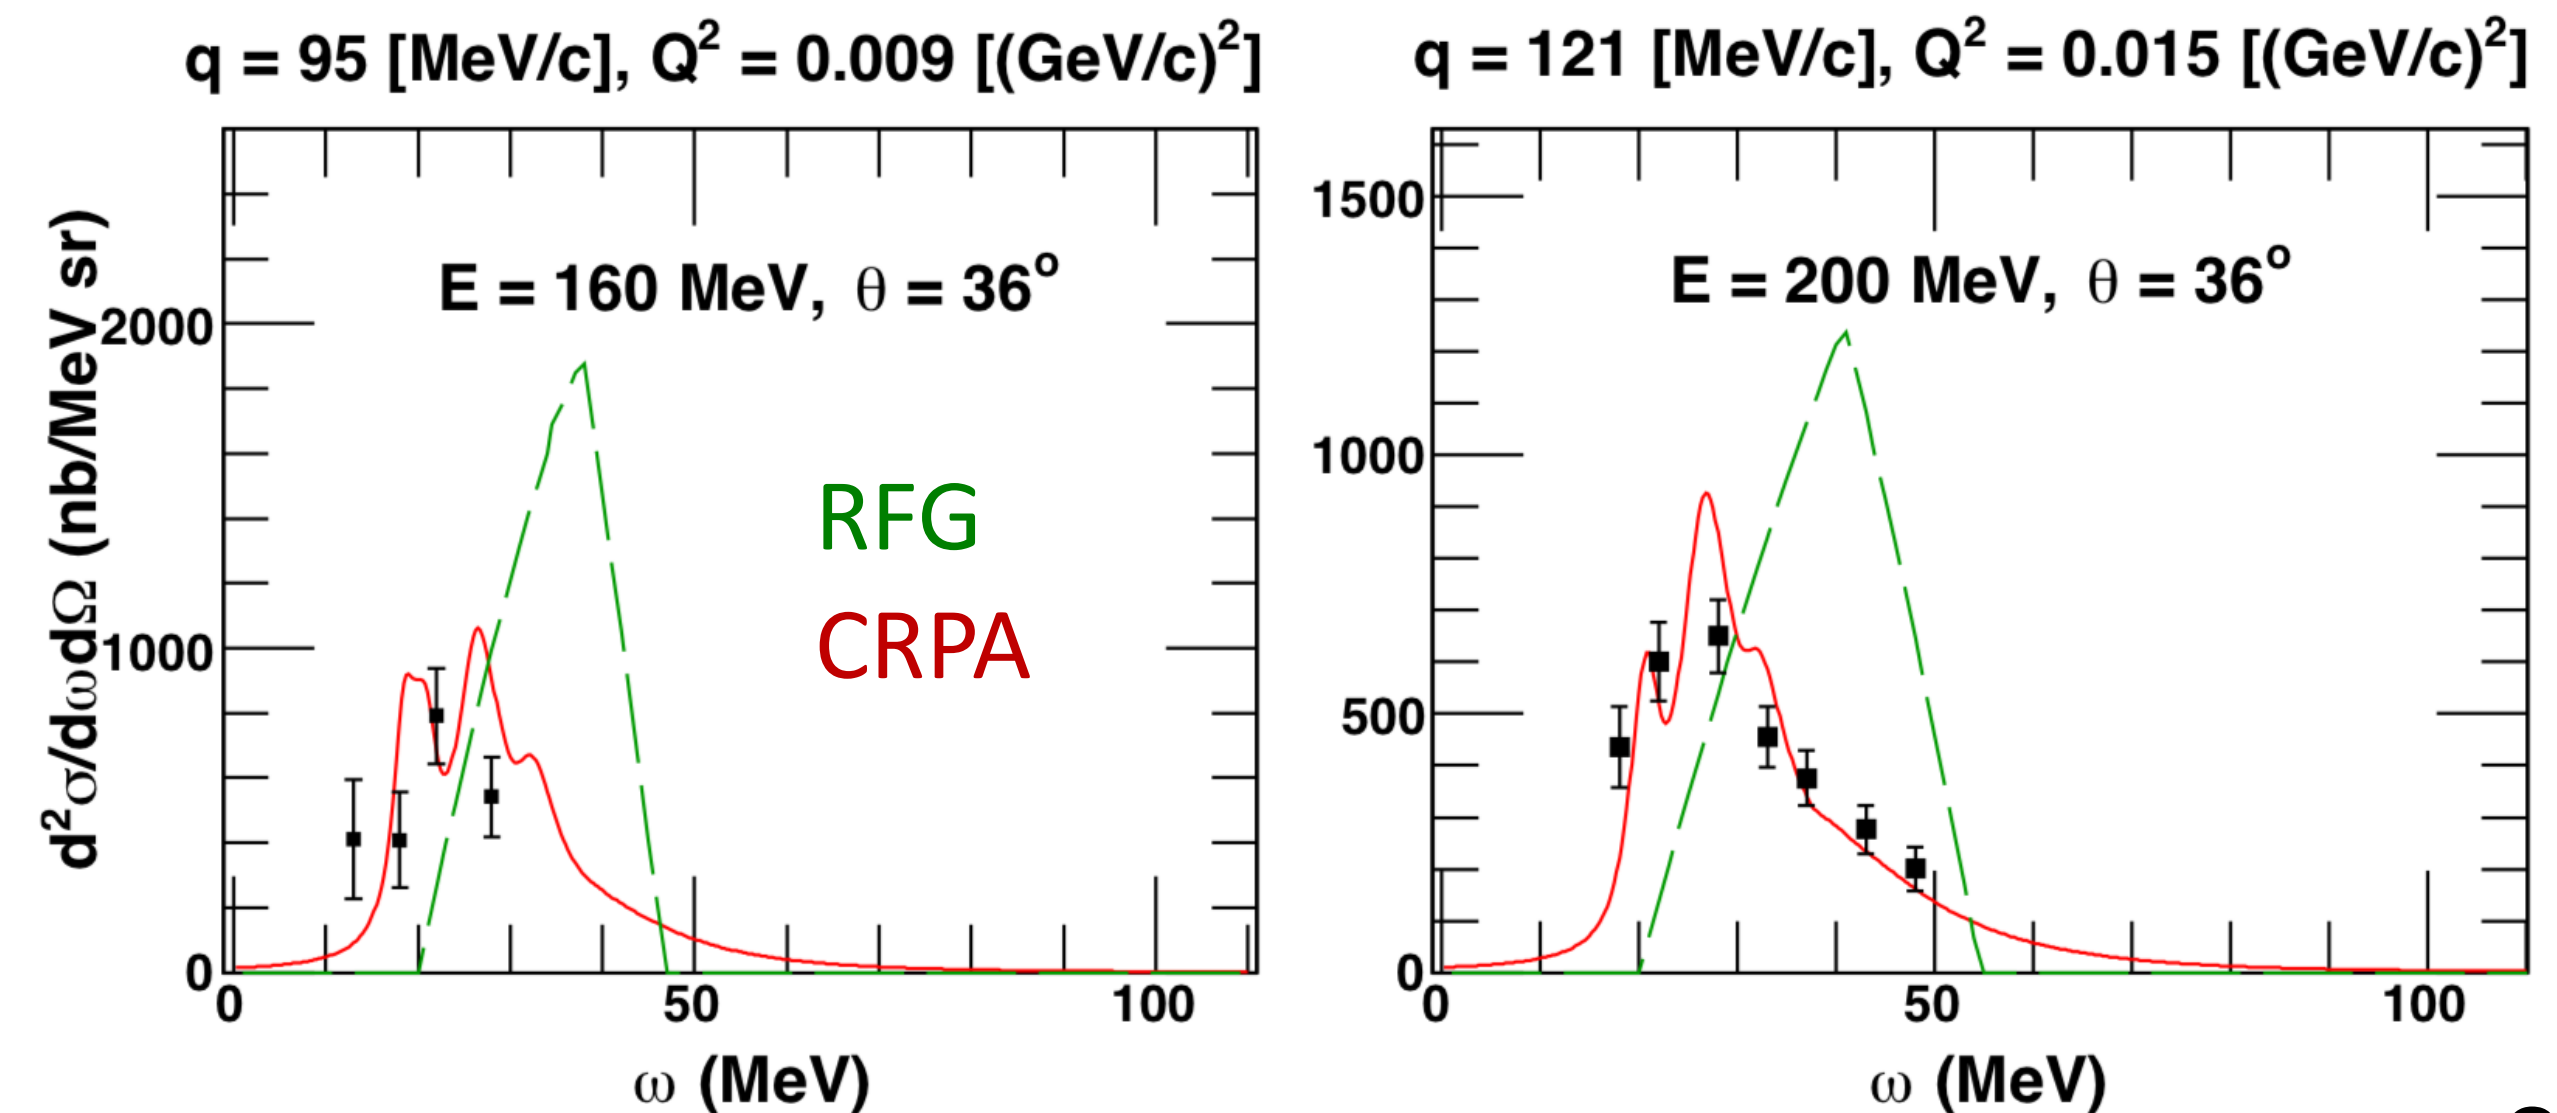 q = 95 [MeV/c], Q² = 0.009 [(GeV/c)²]
q = 121 [MeV/c], Q² = 0.015 [(GeV/c)²]
d²σ/dωdΩ (nb/MeV sr)
2000
1000
0
E = 160 MeV, θ = 36°
RFG
CRPA
0 50 100
ω (MeV)
1500
1000
500
0
E = 200 MeV, θ = 36°
0 50 100
ω (MeV)